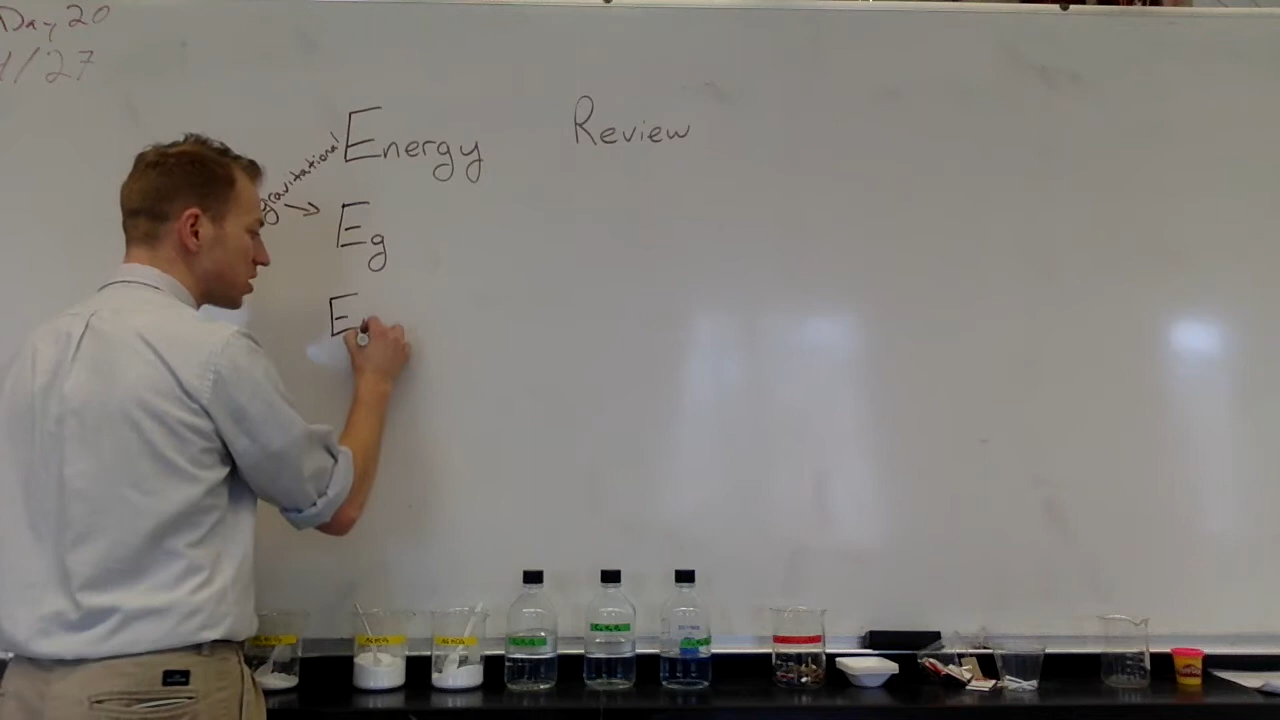 Day 20
1/27
Energy Review
gravitational → Eg
E